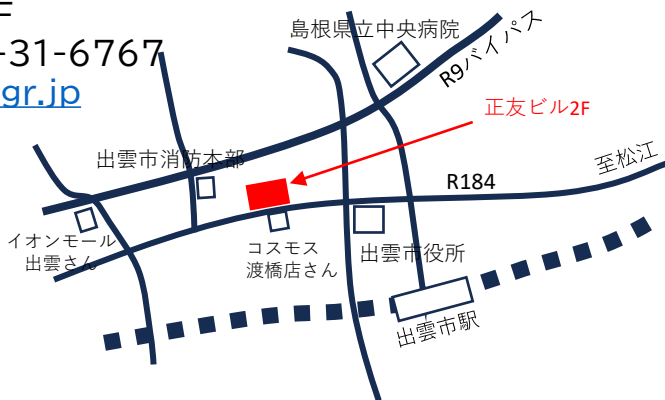 F
-31-6767
gr.jp
島根県立中央病院
R9バイパス
正友ビル2F
出雲市消防本部
至松江
R184
イオンモール
出雲さん
コスモス
渡橋店さん
出雲市役所
出雲市駅